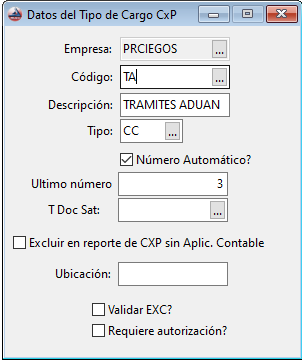 Datos del Tipo de Cargo CxP
Empresa: PRCIEGOS ...
Código: TA ...
Descripción: TRAMITES ADUAN
Tipo: CC ...
Número Automático?
Ultimo número 3
T Doc Sat: ...
Excluir en reporte de CXP sin Aplic. Contable
Ubicación:
Validar EXC?
Requiere autorización?